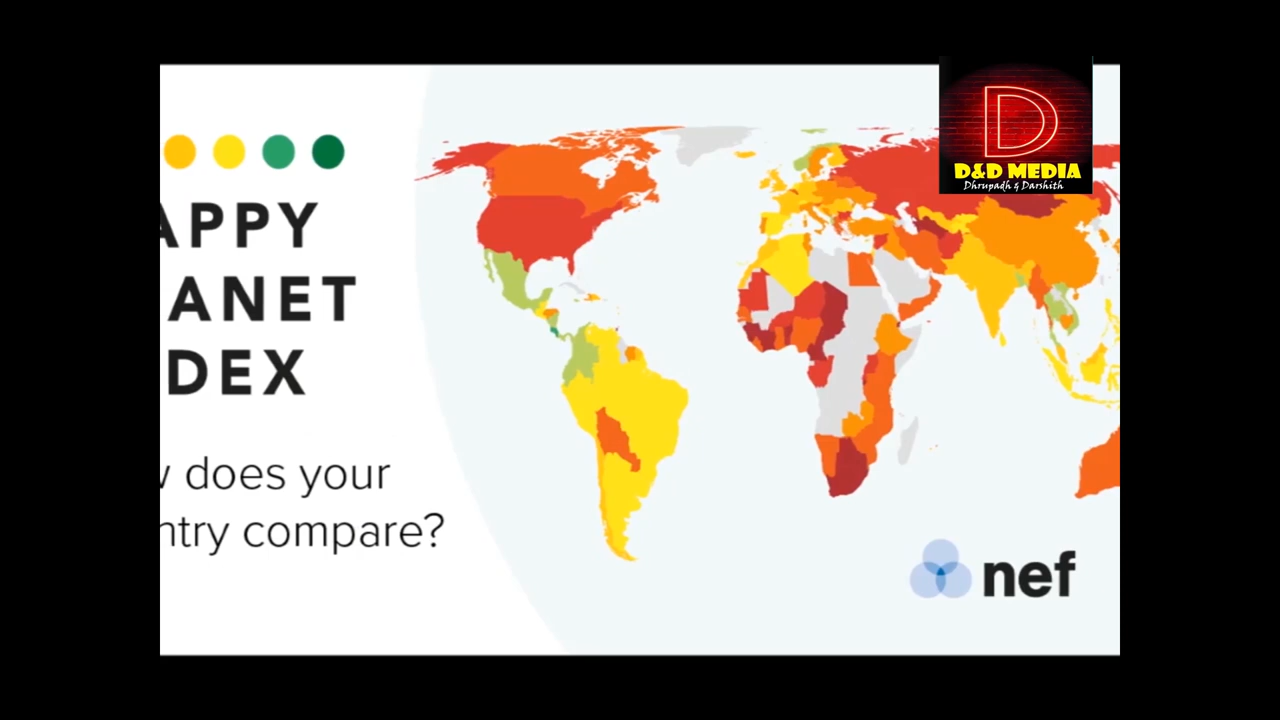 APPY
ANET
DEX
w does your
ntry compare?
D
D&D MEDIA
Dhrupadh & Darshith
nef